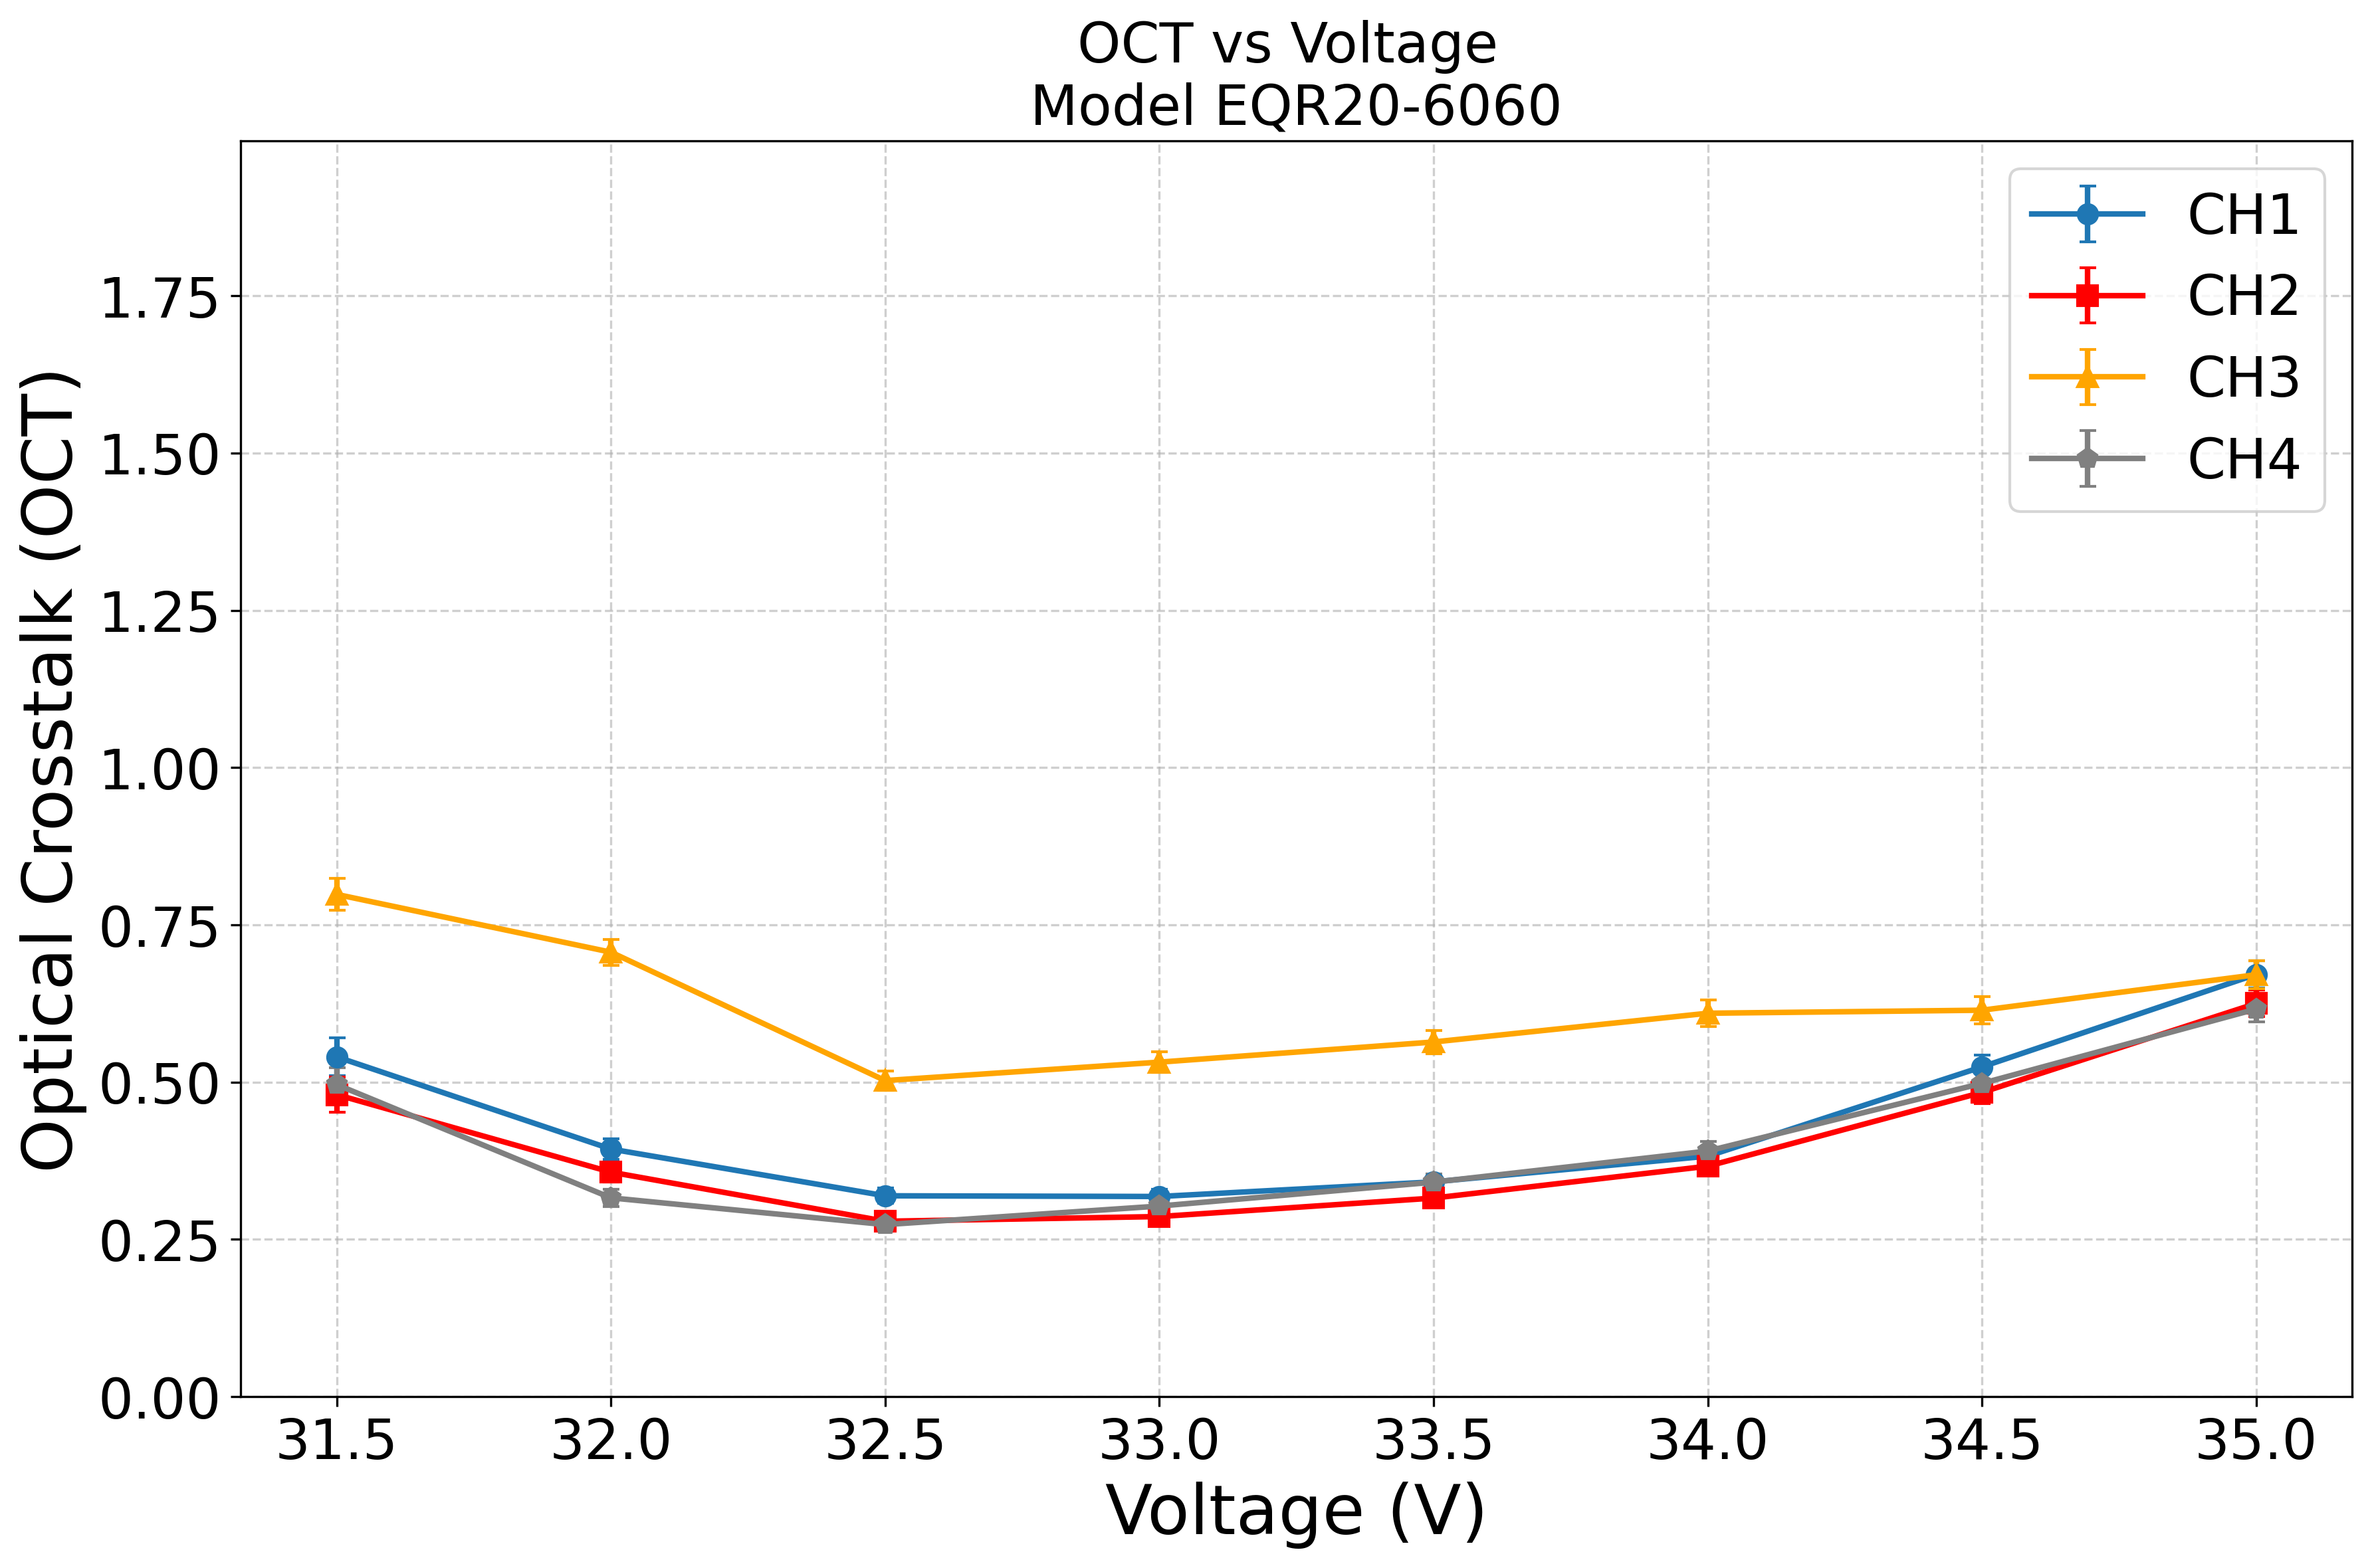 OCT vs Voltage
Model EQR20-6060
Optical Crosstalk (OCT)
1.75
1.50
1.25
1.00
0.75
0.50
0.25
0.00
31.5 32.0 32.5 33.0 33.5 34.0 34.5 35.0
Voltage (V)
CH1
CH2
CH3
CH4